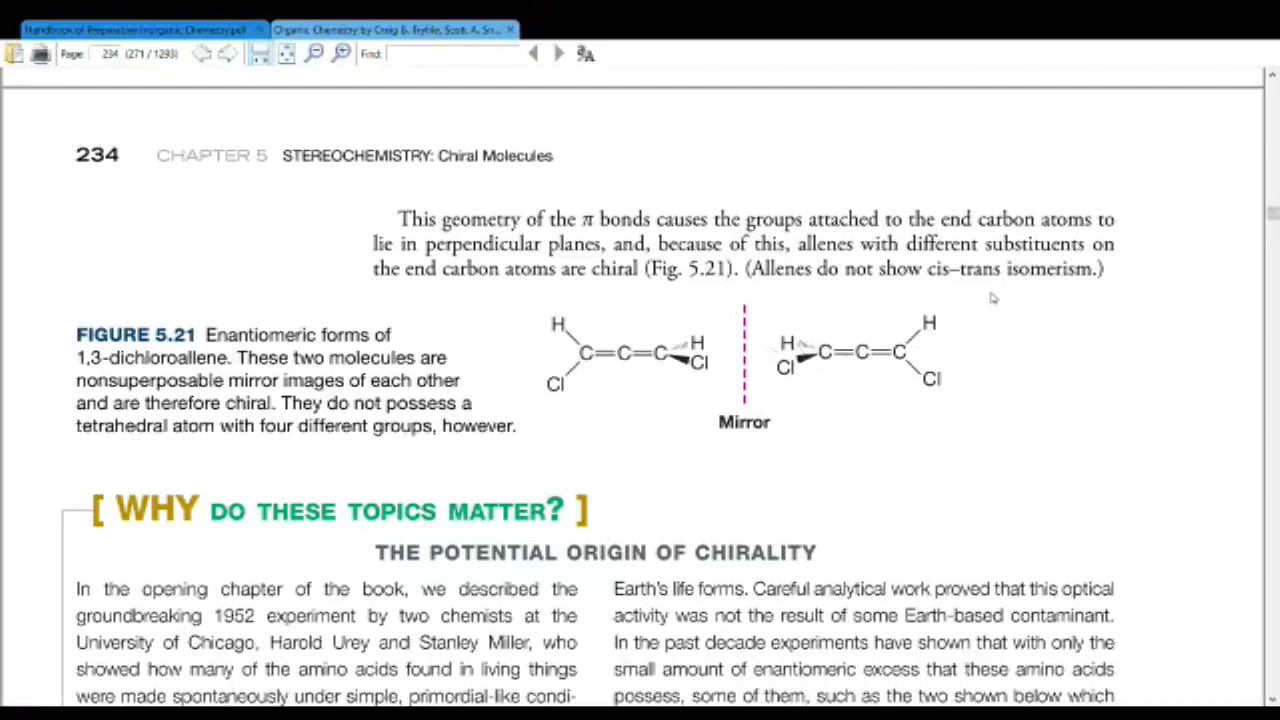 Handbook of Preparative Inorganic Chemistry.pdf × Organic Chemistry by Craig B. Fryhle, Scott A. Sn... ×
Page: 234 (271 / 1293) Find:
234 CHAPTER 5 STEREOCHEMISTRY: Chiral Molecules
This geometry of the π bonds causes the groups attached to the end carbon atoms to
lie in perpendicular planes, and, because of this, allenes with different substituents on
the end carbon atoms are chiral (Fig. 5.21). (Allenes do not show cis–trans isomerism.)
FIGURE 5.21 Enantiomeric forms of
1,3-dichloroallene. These two molecules are
nonsuperposable mirror images of each other
and are therefore chiral. They do not possess a
tetrahedral atom with four different groups, however.
H H H H
C=C=C C=C=C
Cl Cl Cl Cl
Mirror
[ WHY DO THESE TOPICS MATTER? ]
THE POTENTIAL ORIGIN OF CHIRALITY
In the opening chapter of the book, we described the
groundbreaking 1952 experiment by two chemists at the
University of Chicago, Harold Urey and Stanley Miller, who
showed how many of the amino acids found in living things
were made spontaneously under simple, primordial-like condi-
Earth's life forms. Careful analytical work proved that this optical
activity was not the result of some Earth-based contaminant.
In the past decade experiments have shown that with only the
small amount of enantiomeric excess that these amino acids
possess, some of them, such as the two shown below which